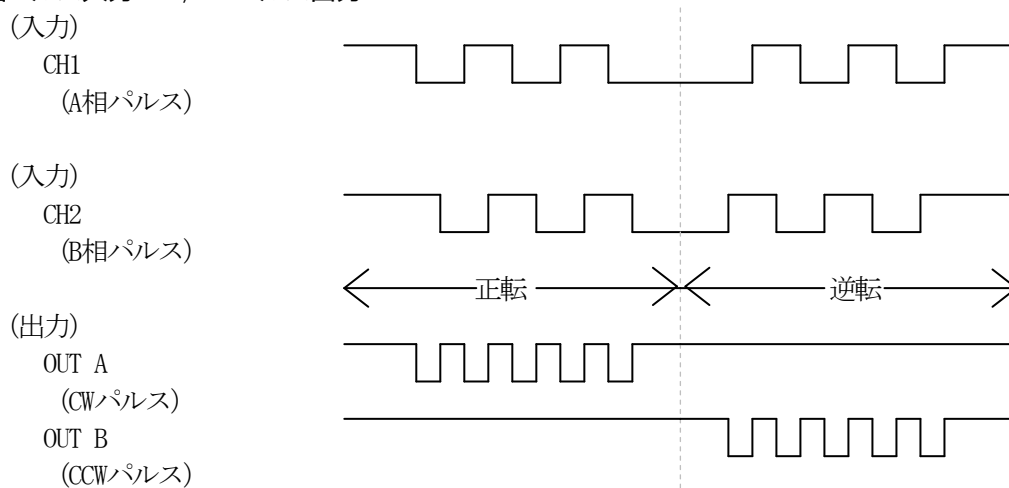 (入力)
CH1
(A相パルス)
(入力)
CH2
(B相パルス)
正転
逆転
(出力)
OUT A
(CWパルス)
OUT B
(CCWパルス)